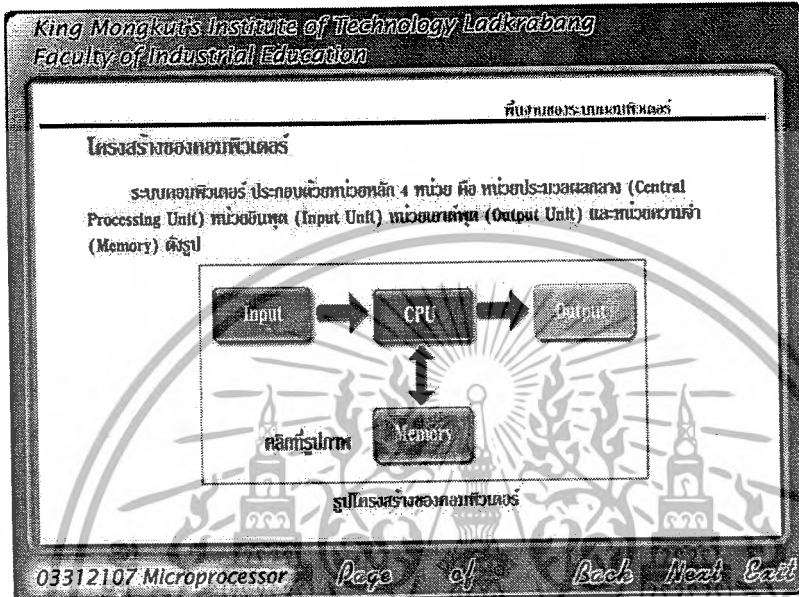 King Mongkut's Institute of Technology Ladkrabang
Faculty of Industrial Education
พื้นฐานของระบบคอมพิวเตอร์
โครงสร้างของคอมพิวเตอร์
ระบบคอมพิวเตอร์ ประกอบด้วยหน่วยหลัก 4 หน่วย คือ หน่วยประมวลผลกลาง (Central
Processing Unit) หน่วยอินพุต (Input Unit) หน่วยเอาต์พุต (Output Unit) และหน่วยความจำ
(Memory) ดังรูป
Input CPU Output
คลิกที่รูปภาพ Memory
รูปโครงสร้างของคอมพิวเตอร์
03312107 Microprocessor Page of Back Next Exit